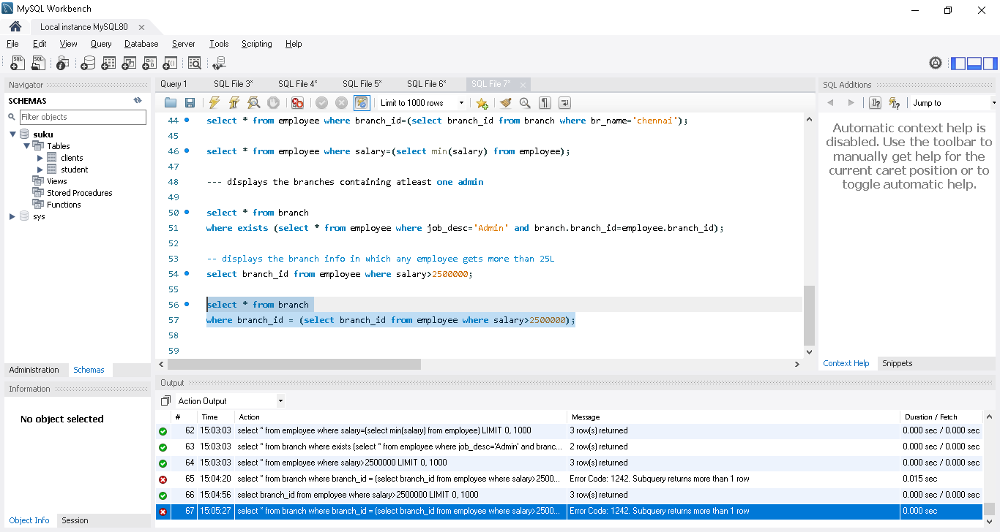 MySQL Workbench
Local instance MySQL80
File Edit View Query Database Server Tools Scripting Help
Navigator
SCHEMAS
Filter objects
suku
Tables
clients
student
Views
Stored Procedures
Functions
sys
Administration Schemas
Information
No object selected
Object Info Session
Query 1 SQL File 3* SQL File 4* SQL File 5* SQL File 6* SQL File 7*
Limit to 1000 rows
44 select * from employee where branch_id=(select branch_id from branch where br_name='chennai');
45
46 select * from employee where salary=(select min(salary) from employee);
47
48 --- displays the branches containing atleast one admin
49
50 select * from branch
51 where exists (select * from employee where job_desc='Admin' and branch.branch_id=employee.branch_id);
52
53 -- displays the branch info in which any employee gets more than 25L
54 select branch_id from employee where salary>2500000;
55
56 select * from branch
57 where branch_id = (select branch_id from employee where salary>2500000);
58
59
SQL Additions
Jump to
Automatic context help is
disabled. Use the toolbar to
manually get help for the
current caret position or to
toggle automatic help.
Context Help Snippets
Output
Action Output
# Time Action Message Duration / Fetch
62 15:03:03 select * from employee where salary=(select min(salary) from employee) LIMIT 0, 1000 3 row(s) returned 0.000 sec / 0.000 sec
63 15:03:03 select * from branch where exists (select * from employee where job_desc='Admin' and branc... 2 row(s) returned 0.000 sec / 0.000 sec
64 15:03:03 select * from employee where salary>2500000 LIMIT 0, 1000 3 row(s) returned 0.000 sec / 0.000 sec
65 15:04:20 select * from branch where branch_id = (select branch_id from employee where salary>2500... Error Code: 1242. Subquery returns more than 1 row 0.015 sec
66 15:04:56 select branch_id from employee where salary>2500000 LIMIT 0, 1000 3 row(s) returned 0.000 sec / 0.000 sec
67 15:05:27 select * from branch where branch_id = (select branch_id from employee where salary>2500... Error Code: 1242. Subquery returns more than 1 row 0.000 sec